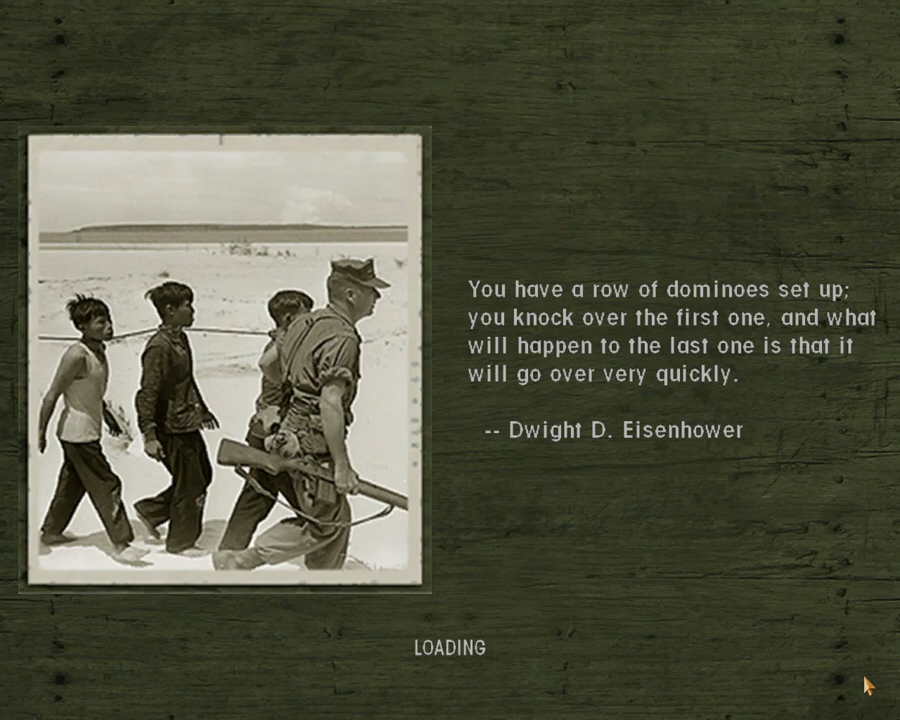 You have a row of dominoes set up;
you knock over the first one, and what
will happen to the last one is that it
will go over very quickly.
-- Dwight D. Eisenhower
LOADING